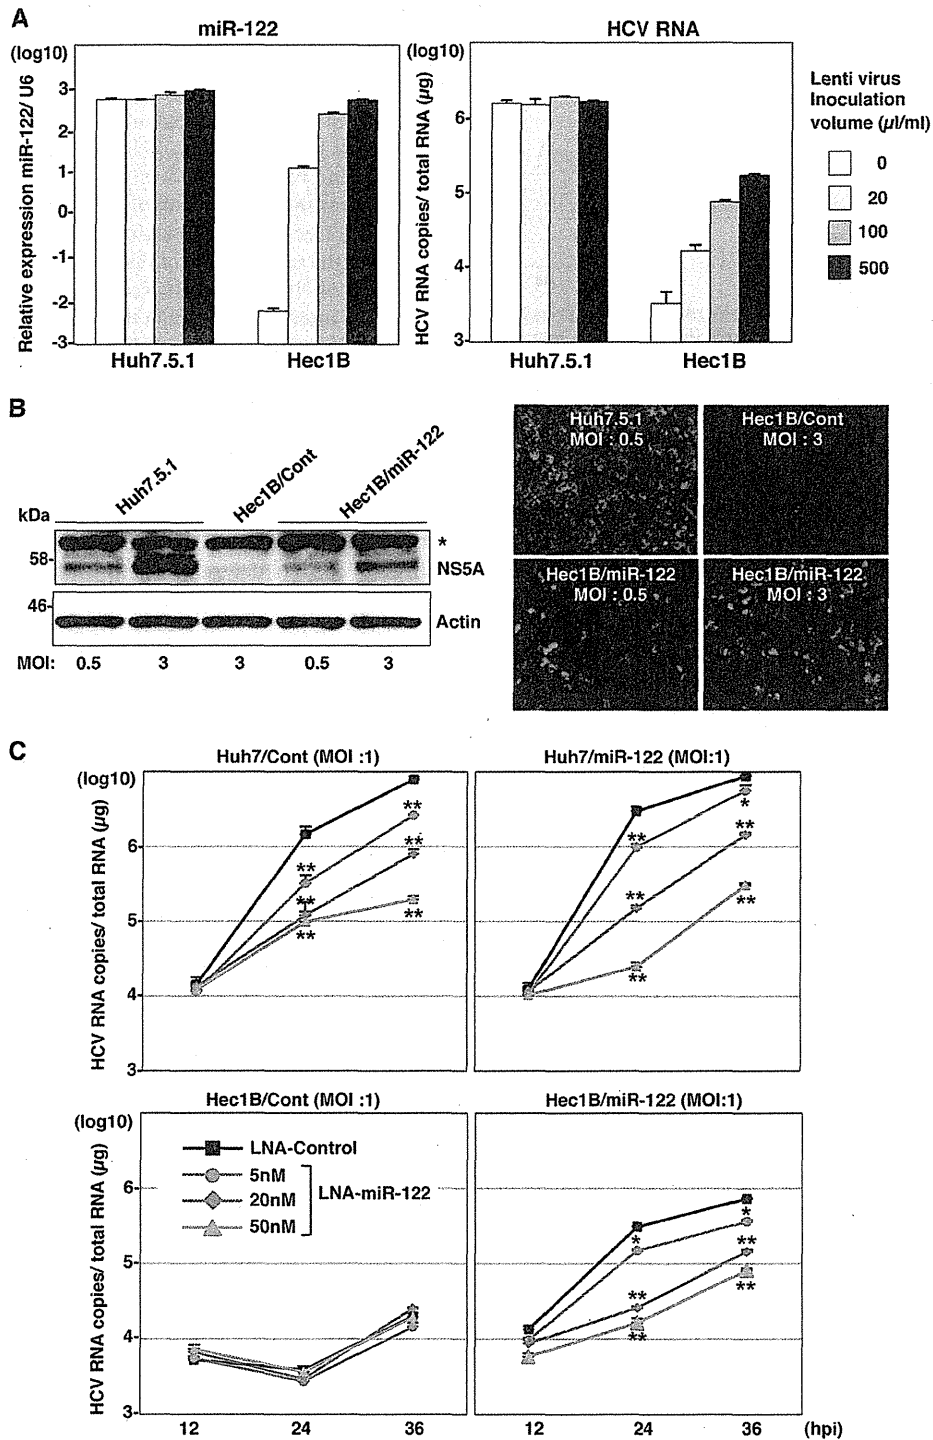 A
miR-122
(log10)
Relative expression miR-122/ U6
3
2
1
0
-1
-2
-3
Huh7.5.1
Hec1B
HCV RNA
(log10)
HCV RNA copies/ total RNA (µg)
6
5
4
3
Huh7.5.1
Hec1B
Lenti virus
Inoculation
volume (µl/ml)
0
20
100
500
B
kDa
Huh7.5.1
Hec1B/Cont
Hec1B/miR-122
58
*
NS5A
46
Actin
MOI: 0.5 3 3 0.5 3
Huh7.5.1
MOI : 0.5
Hec1B/Cont
MOI : 3
Hec1B/miR-122
MOI : 0.5
Hec1B/miR-122
MOI : 3
C
Huh7/Cont (MOI :1)
(log10)
HCV RNA copies/ total RNA (µg)
6
5
4
3
**
**
**
**
**
**
Huh7/miR-122 (MOI:1)
**
**
**
*
**
**
Hec1B/Cont (MOI :1)
(log10)
HCV RNA copies/ total RNA (µg)
6
5
4
3
LNA-Control
5nM
20nM
50nM
LNA-miR-122
12 24 36
Hec1B/miR-122 (MOI:1)
*
**
**
*
**
**
12 24 36 (hpi)